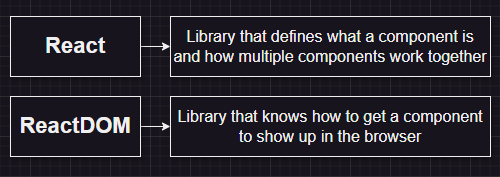 React
Library that defines what a component is
and how multiple components work together
ReactDOM
Library that knows how to get a component
to show up in the browser